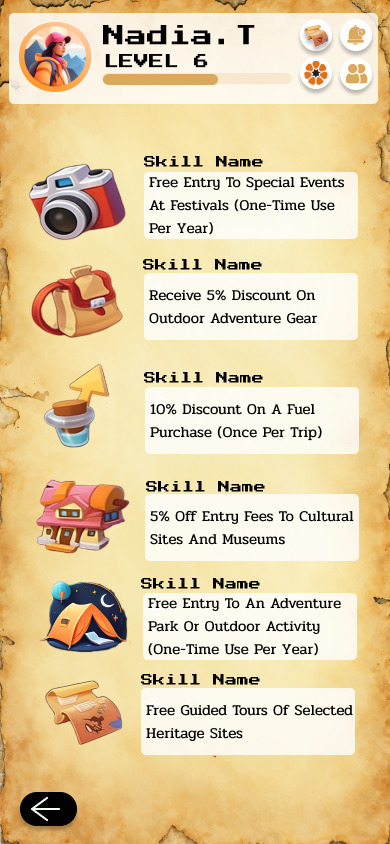 Nadia.T
LEVEL 6
Skill Name
Free Entry To Special Events
At Festivals (One-Time Use
Per Year)
Skill Name
Receive 5% Discount On
Outdoor Adventure Gear
Skill Name
10% Discount On A Fuel
Purchase (Once Per Trip)
Skill Name
5% Off Entry Fees To Cultural
Sites And Museums
Skill Name
Free Entry To An Adventure
Park Or Outdoor Activity
(One-Time Use Per Year)
Skill Name
Free Guided Tours Of Selected
Heritage Sites